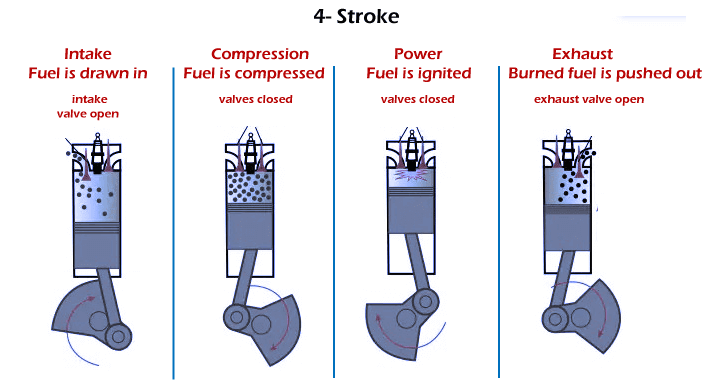 4- Stroke
Intake
Fuel is drawn in
intake
valve open
Compression
Fuel is compressed
valves closed
Power
Fuel is ignited
valves closed
Exhaust
Burned fuel is pushed out
exhaust valve open